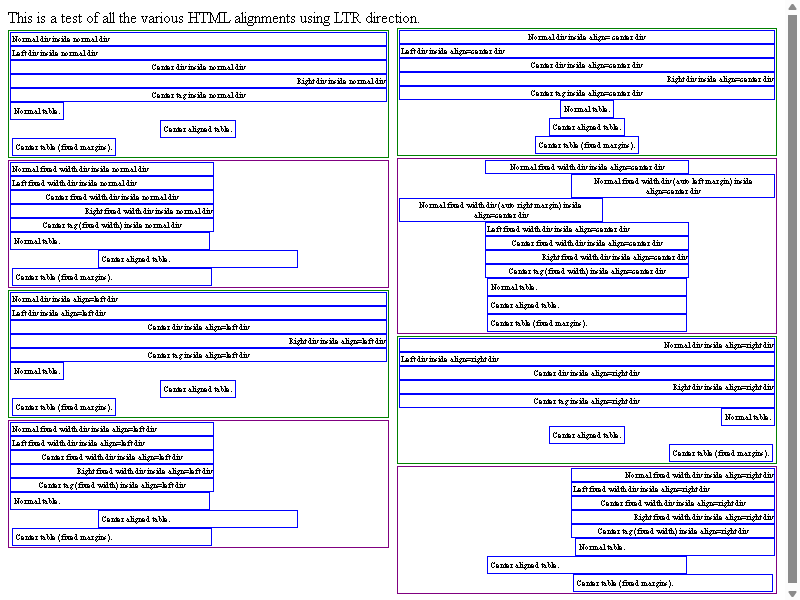 This is a test of all the various HTML alignments using LTR direction.
Normal div inside normal div
Left div inside normal div
Center div inside normal div
Right div inside normal div
Center tag inside normal div
Normal table.
Center aligned table.
Center table (fixed margins).
Normal fixed width div inside normal div
Left fixed width div inside normal div
Center fixed width div inside normal div
Right fixed width div inside normal div
Center tag (fixed width) inside normal div
Normal table.
Center aligned table.
Center table (fixed margins).
Normal div inside align=left div
Left div inside align=left div
Center div inside align=left div
Right div inside align=left div
Center tag inside align=left div
Normal table.
Center aligned table.
Center table (fixed margins).
Normal fixed width div inside align=left div
Left fixed width div inside align=left div
Center fixed width div inside align=left div
Right fixed width div inside align=left div
Center tag (fixed width) inside align=left div
Normal table.
Center aligned table.
Center table (fixed margins).
Normal div inside align= center div
Left div inside align=center div
Center div inside align=center div
Right div inside align=center div
Center tag inside align=center div
Normal table.
Center aligned table.
Center table (fixed margins).
Normal fixed width div inside align=center div
Normal fixed width div (auto left margin) inside
align=center div
Normal fixed width div (auto right margin) inside
align=center div
Left fixed width div inside align=center div
Center fixed width div inside align=center div
Right fixed width div inside align=center div
Center tag (fixed width) inside align=center div
Normal table.
Center aligned table.
Center table (fixed margins).
Normal div inside align=right div
Left div inside align=right div
Center div inside align=right div
Right div inside align=right div
Center tag inside align=right div
Normal table.
Center aligned table.
Center table (fixed margins).
Normal fixed width div inside align=right div
Left fixed width div inside align=right div
Center fixed width div inside align=right div
Right fixed width div inside align=right div
Center tag (fixed width) inside align=right div
Normal table.
Center aligned table.
Center table (fixed margins).